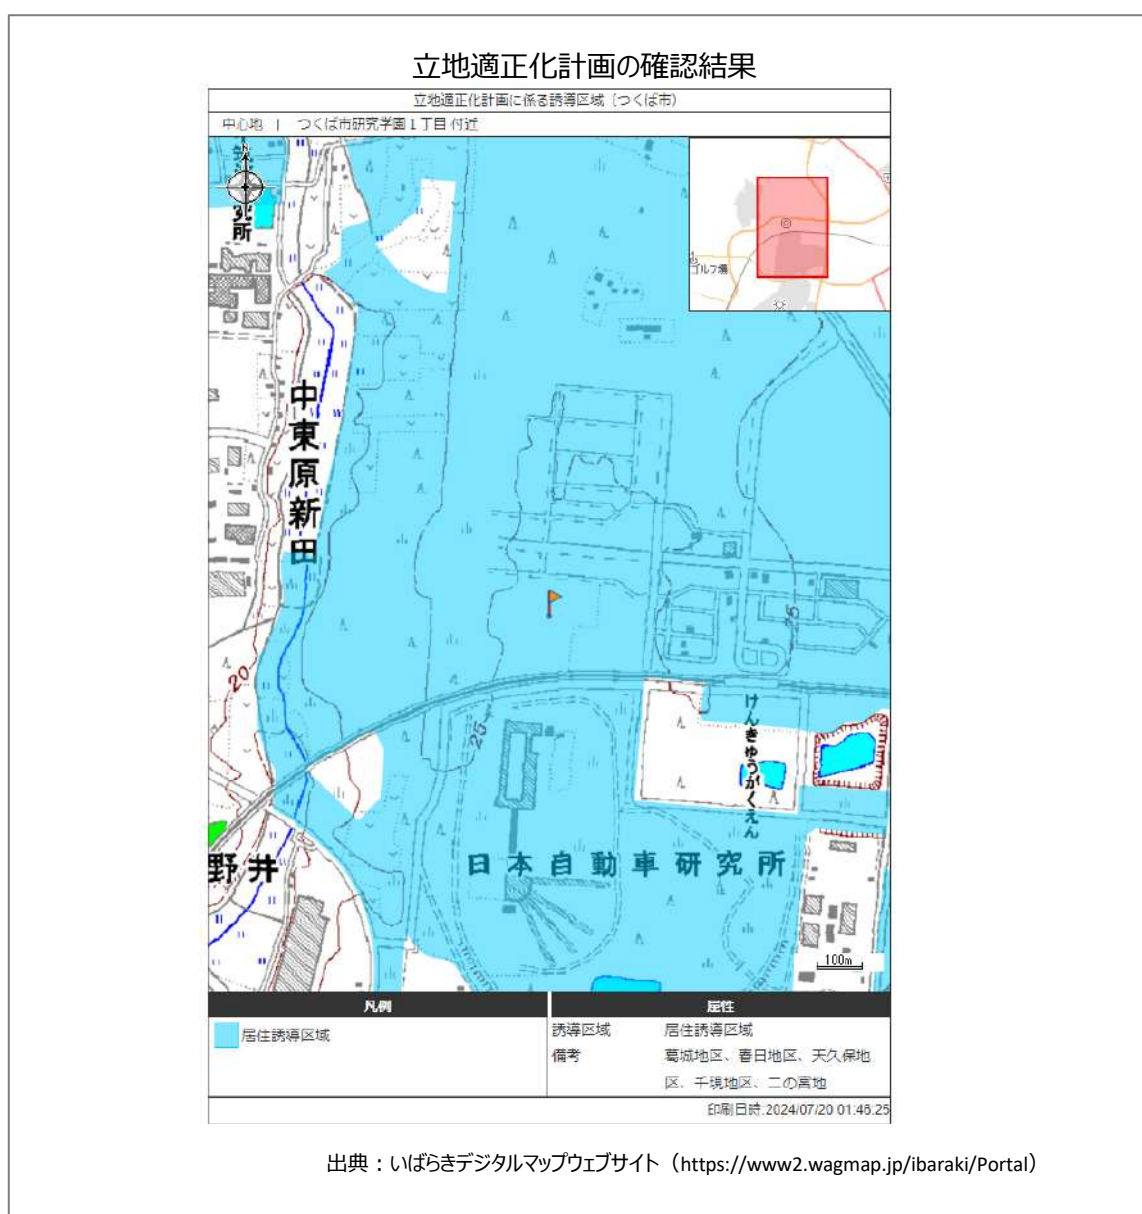 立地適正化計画の確認結果
立地適正化計画に係る誘導区域（つくば市）
中心地 | つくば市研究学園１丁目 付近
N
究
所
ゴルフ場
中東原新田
25
20
けんきゅうがくえん
25
野井
日本自動車研究所
100m
凡例
属性
居住誘導区域
誘導区域 居住誘導区域
備考 葛城地区、春日地区、天久保地
区、千現地区、二の宮地
印刷日時:2024/07/20 01:46:25
出典：いばらきデジタルマップウェブサイト（https://www2.wagmap.jp/ibaraki/Portal）